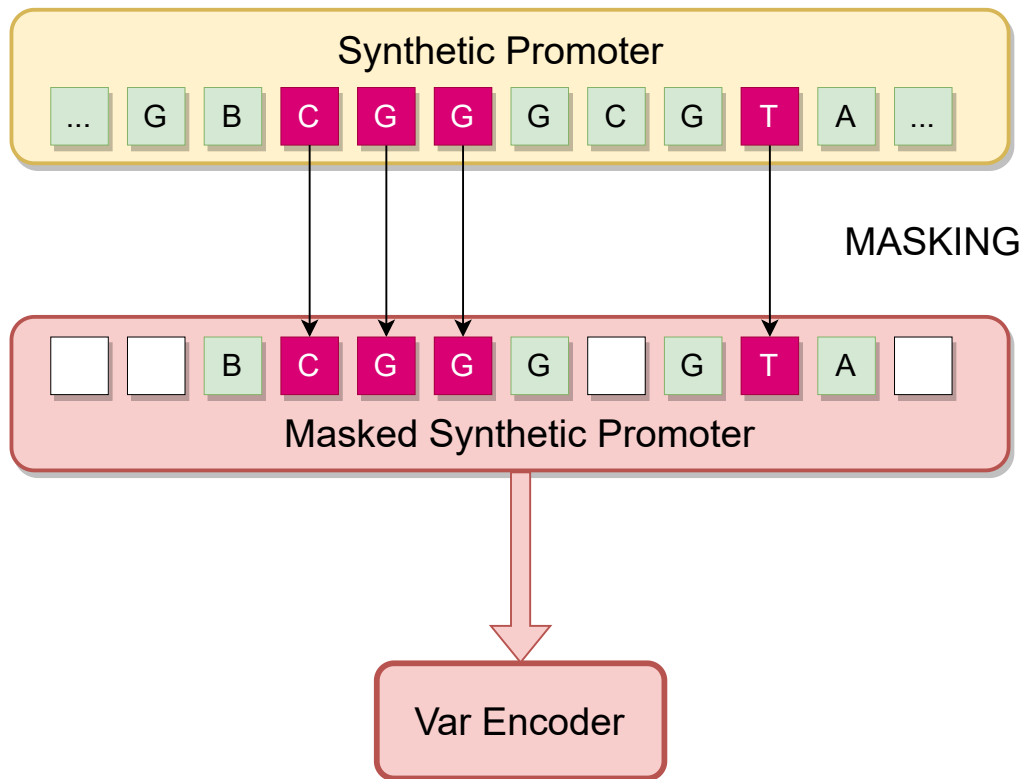 Synthetic Promoter
... G B C G G G C G T A ...
MASKING
B C G G G G T A
Masked Synthetic Promoter
Var Encoder